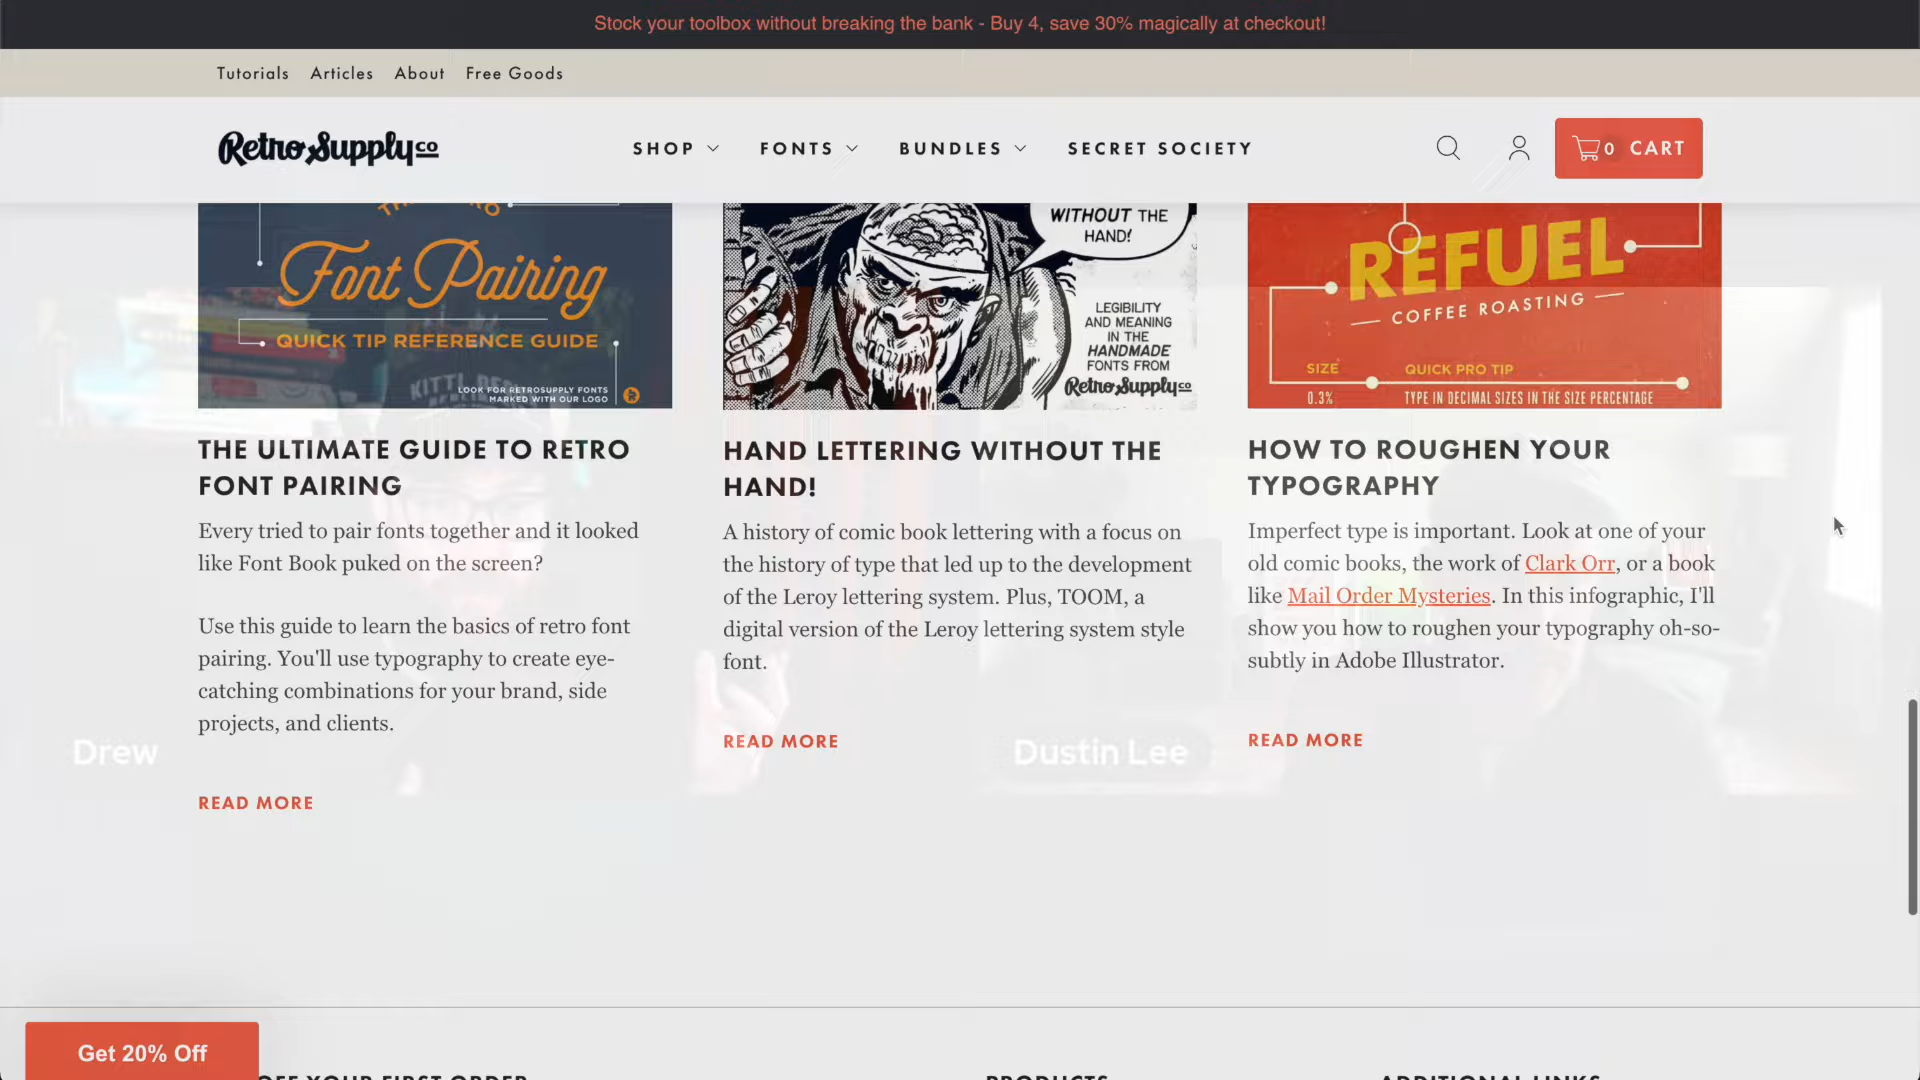 Stock your toolbox without breaking the bank - Buy 4, save 30% magically at checkout!
Tutorials Articles About Free Goods
RetroSupply co SHOP FONTS BUNDLES SECRET SOCIETY 0 CART
Font Pairing
QUICK TIP REFERENCE GUIDE
LOOK FOR RETROSUPPLY FONTS
MARKED WITH OUR LOGO
WITHOUT THE
HAND!
LEGIBILITY
AND MEANING
IN THE
HANDMADE
FONTS FROM
RetroSupply co
REFUEL
COFFEE ROASTING
SIZE QUICK PRO TIP
0.3% TYPE IN DECIMAL SIZES IN THE SIZE PERCENTAGE
THE ULTIMATE GUIDE TO RETRO
FONT PAIRING
Every tried to pair fonts together and it looked
like Font Book puked on the screen?
Use this guide to learn the basics of retro font
pairing. You'll use typography to create eye-
catching combinations for your brand, side
projects, and clients.
READ MORE
HAND LETTERING WITHOUT THE
HAND!
A history of comic book lettering with a focus on
the history of type that led up to the development
of the Leroy lettering system. Plus, TOOM, a
digital version of the Leroy lettering system style
font.
READ MORE
HOW TO ROUGHEN YOUR
TYPOGRAPHY
Imperfect type is important. Look at one of your
old comic books, the work of Clark Orr, or a book
like Mail Order Mysteries. In this infographic, I'll
show you how to roughen your typography oh-so-
subtly in Adobe Illustrator.
READ MORE
Drew
Dustin Lee
Get 20% Off
OFF YOUR FIRST ORDER
PRODUCTS
ADDITIONAL LINKS